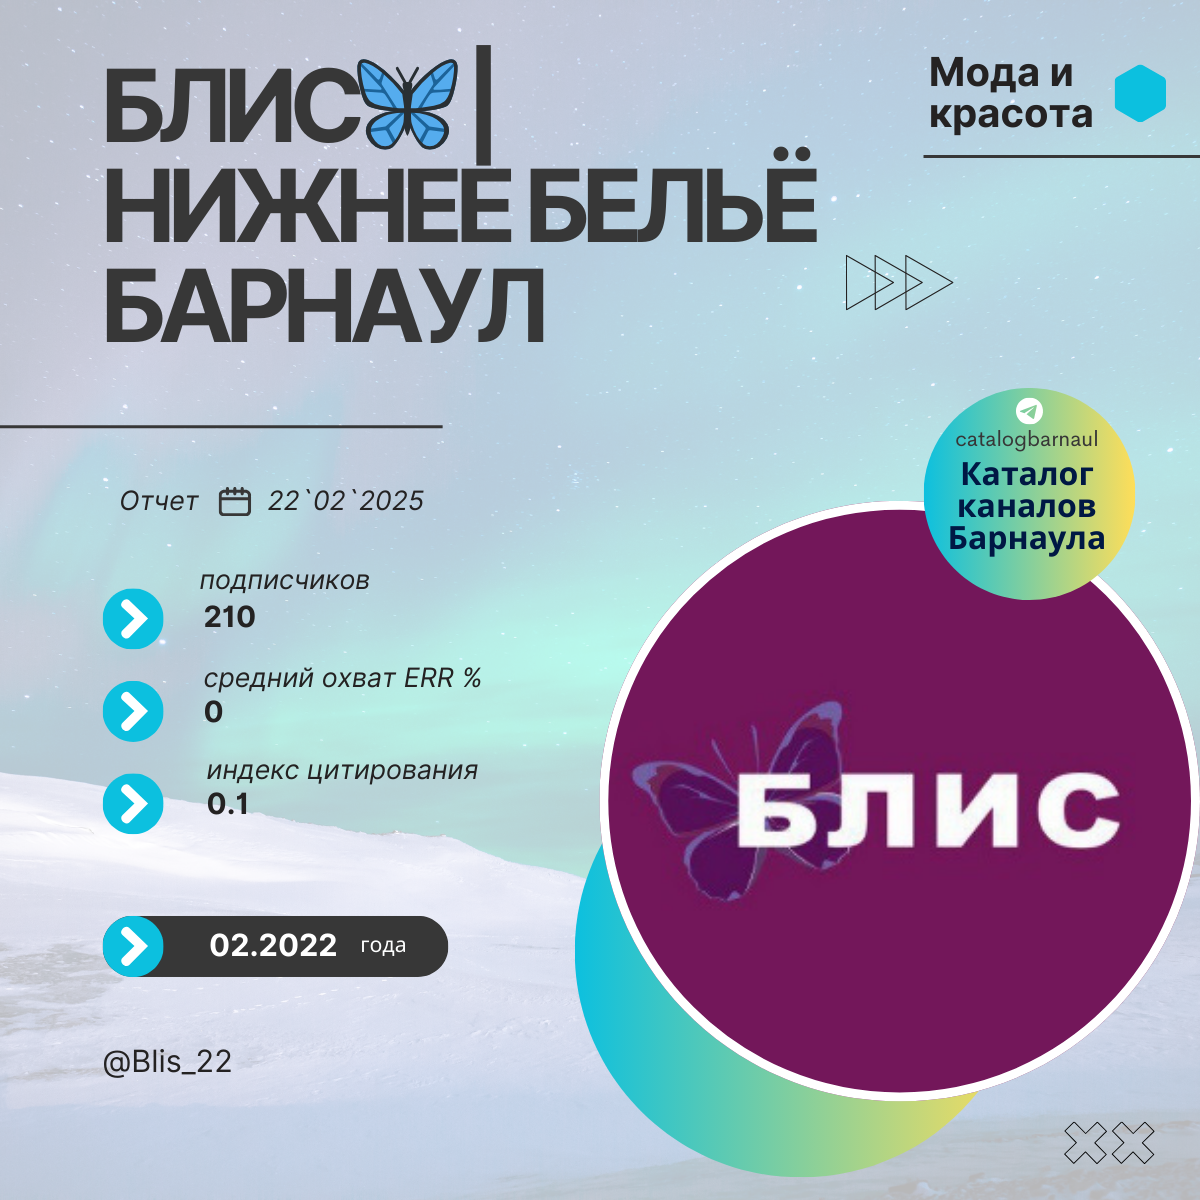 БЛИС🦋|
НИЖНЕЕ БЕЛЬЁ
БАРНАУЛ
Мода и
красота
catalogbarnaul
Каталог
каналов
Барнаула
Отчет 22`02`2025
подписчиков
210
средний охват ERR %
0
индекс цитирования
0.1
БЛИС
02.2022 года
@Blis_22